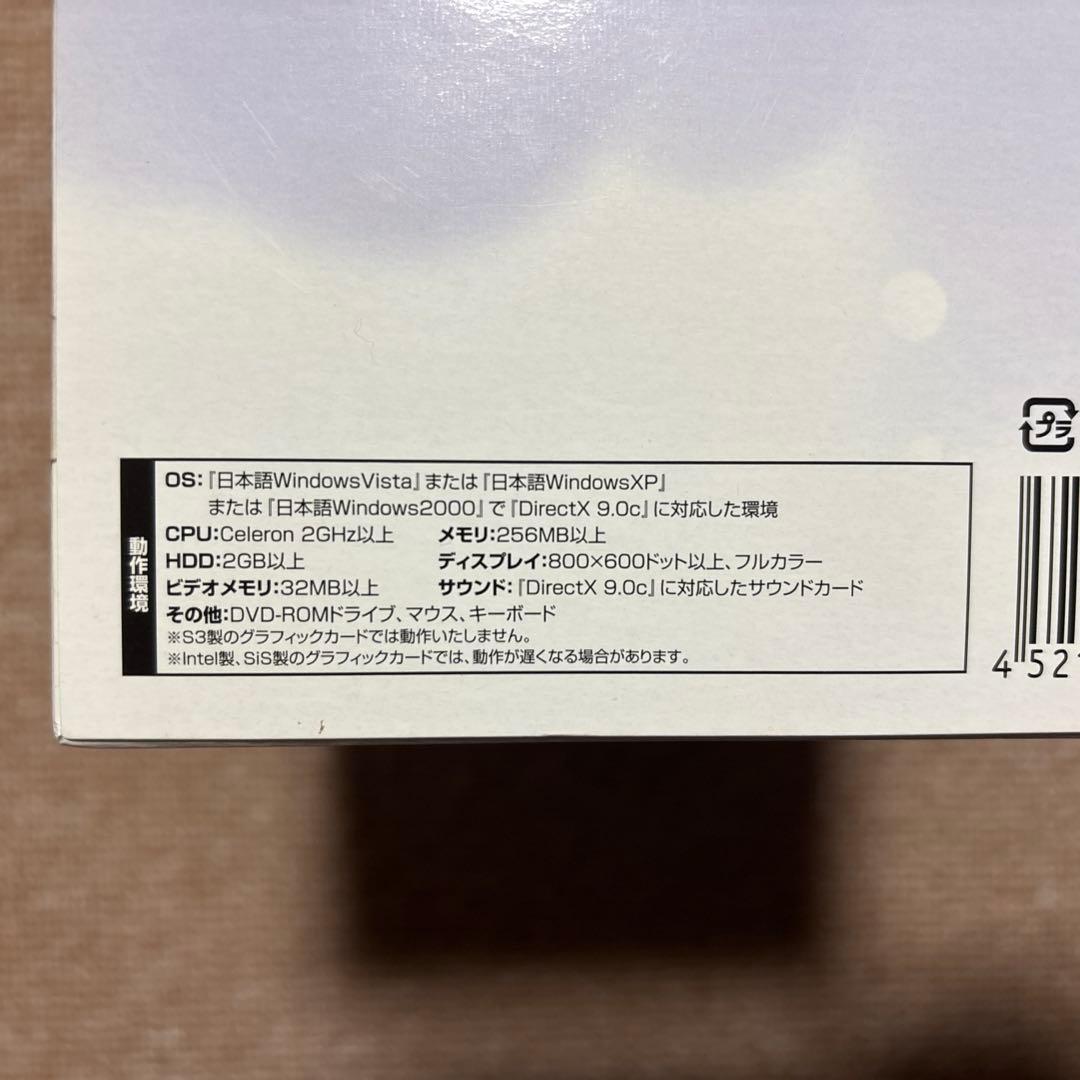 プラ
動作環境
OS:『日本語WindowsVista』または『日本語WindowsXP』
または『日本語Windows2000』で『DirectX 9.0c』に対応した環境
CPU:Celeron 2GHz以上 メモリ:256MB以上
HDD:2GB以上 ディスプレイ:800×600ドット以上、フルカラー
ビデオメモリ:32MB以上 サウンド:『DirectX 9.0c』に対応したサウンドカード
その他:DVD-ROMドライブ、マウス、キーボード
※S3製のグラフィックカードでは動作いたしません。
※Intel製、SiS製のグラフィックカードでは、動作が遅くなる場合があります。
4 52